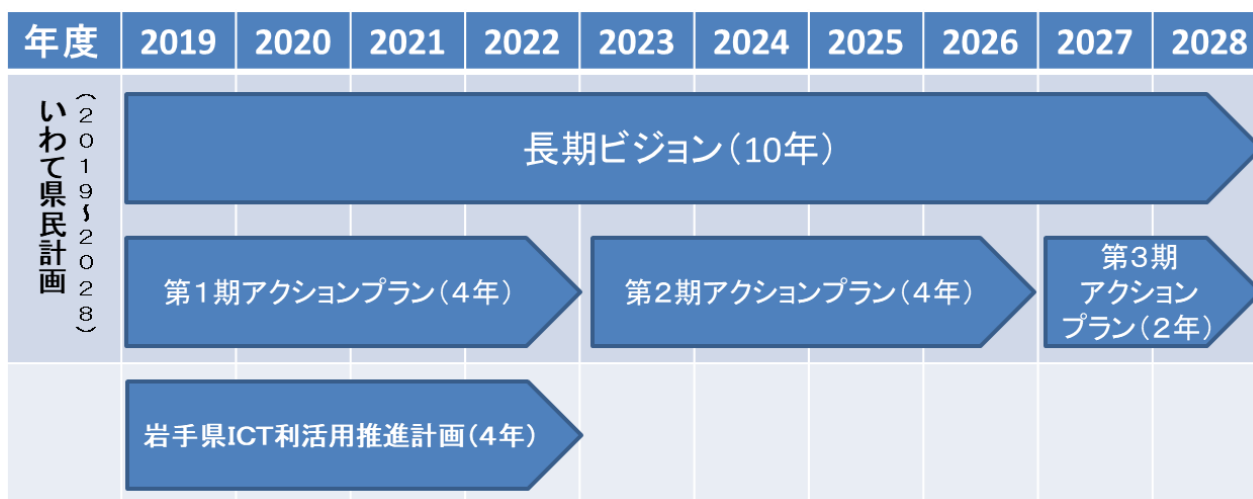 年度 2019 2020 2021 2022 2023 2024 2025 2026 2027 2028
いわて県民計画
（２０１９～２０２８）
長期ビジョン（10年）
第１期アクションプラン（４年）
第２期アクションプラン（４年）
第３期
アクション
プラン（２年）
岩手県ICT利活用推進計画（４年）